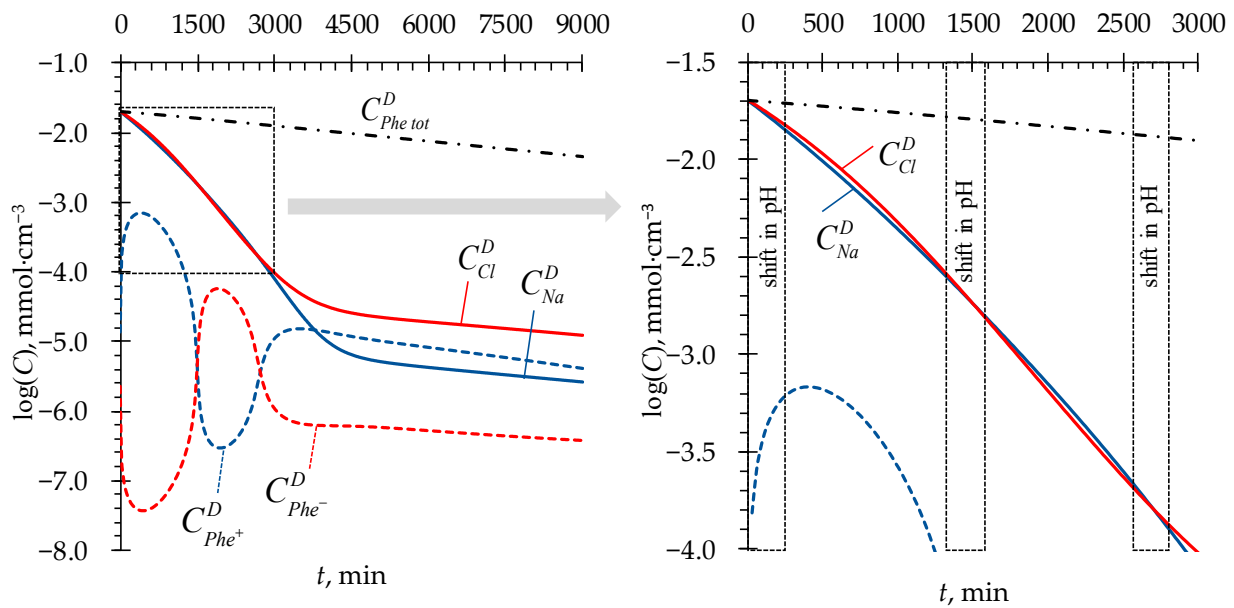 0 1500 3000 4500 6000 7500 9000
−1.0
−2.0
−3.0
−4.0
−5.0
−6.0
−7.0
−8.0
log(C), mmol·cm⁻³
t, min
C^D_Phe tot
C^D_Cl
C^D_Na
C^D_Phe⁺
C^D_Phe⁻
0 500 1000 1500 2000 2500 3000
−1.5
−2.0
−2.5
−3.0
−3.5
−4.0
log(C), mmol·cm⁻³
t, min
C^D_Cl
C^D_Na
shift in pH
shift in pH
shift in pH